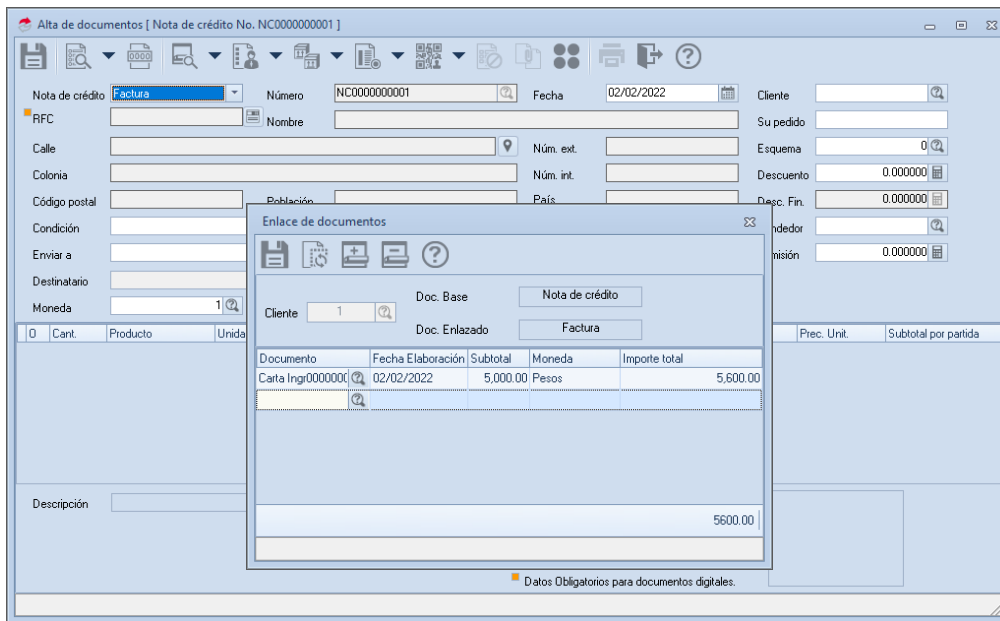 Alta de documentos [ Nota de crédito No. NC0000000001 ]
Nota de crédito Factura Número NC0000000001 Fecha 02/02/2022 Cliente
RFC Nombre Su pedido
Calle Núm. ext. Esquema 0
Colonia Núm. int. Descuento 0.000000
Código postal Población País Desc. Fin. 0.000000
Condición ndedor
Enviar a misión 0.000000
Destinatario
Moneda 1
O Cant. Producto Unida Prec. Unit. Subtotal por partida
Enlace de documentos
Cliente 1 Doc. Base Nota de crédito
Doc. Enlazado Factura
Documento Fecha Elaboración Subtotal Moneda Importe total
Carta Ingr0000000 02/02/2022 5,000.00 Pesos 5,600.00
5600.00
Descripción
Datos Obligatorios para documentos digitales.